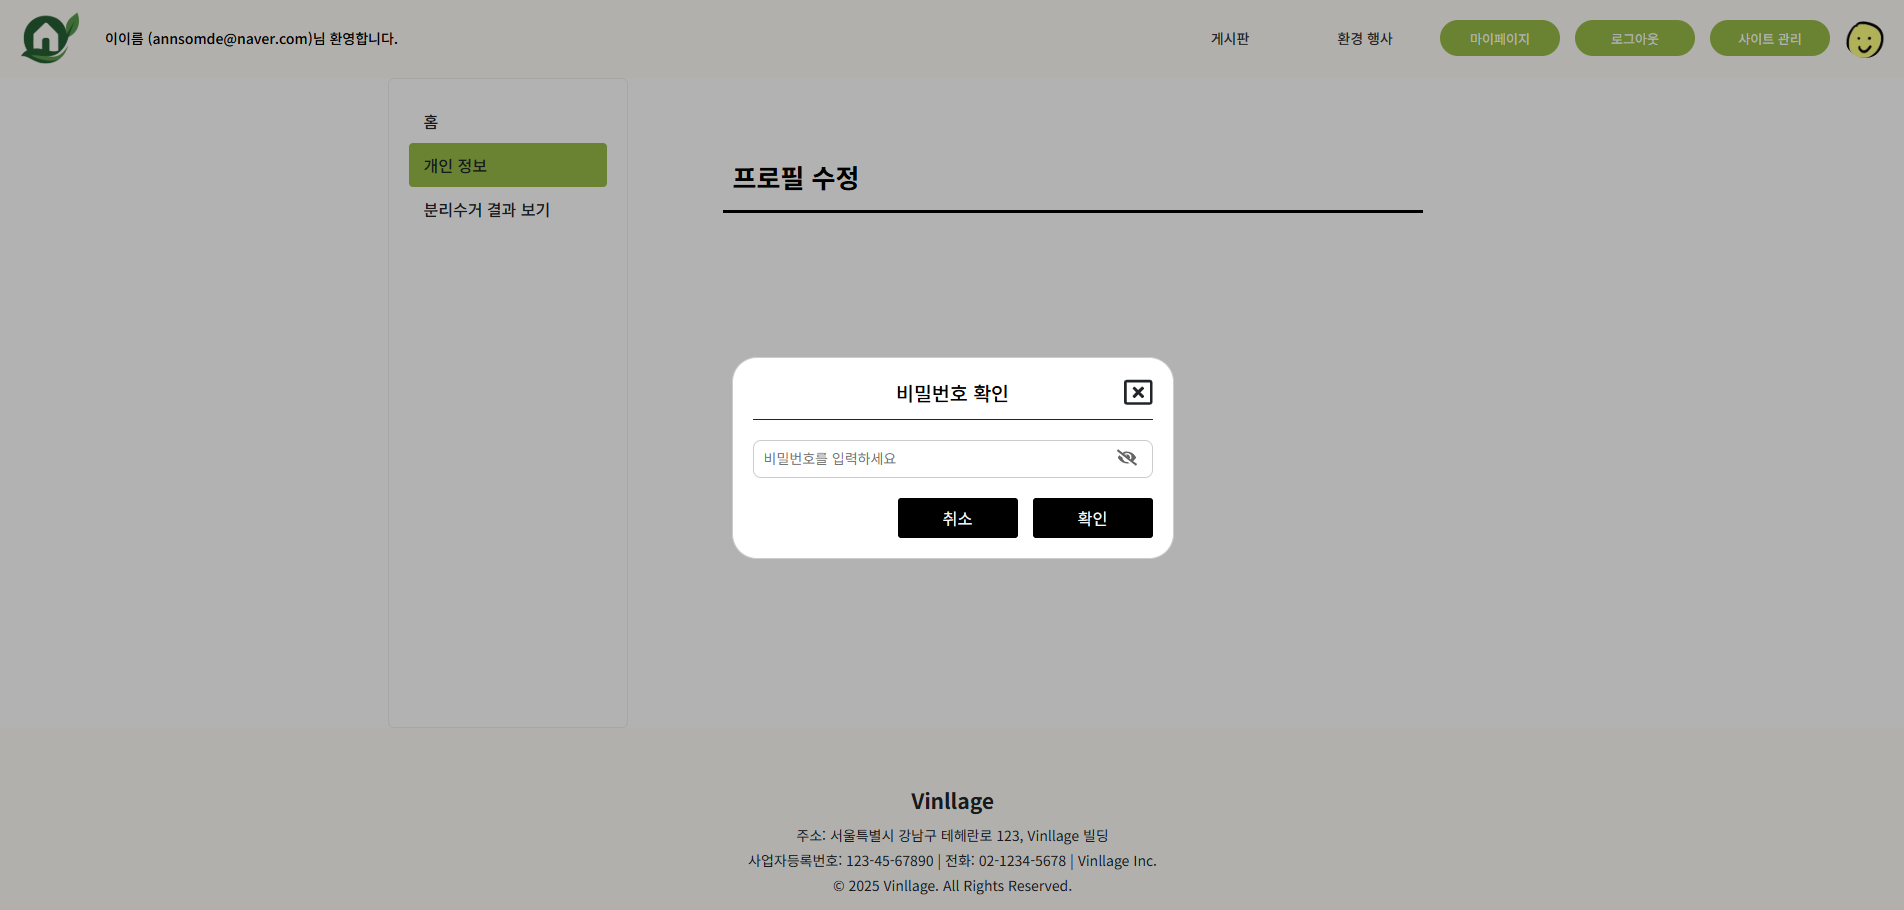 이이름 (annsomde@naver.com)님 환영합니다.
게시판
환경 행사
마이페이지
로그아웃
사이트 관리
홈
개인 정보
분리수거 결과 보기
프로필 수정
비밀번호 확인
비밀번호를 입력하세요
취소
확인
Vinllage
주소: 서울특별시 강남구 테헤란로 123, Vinllage 빌딩
사업자등록번호: 123-45-67890 | 전화: 02-1234-5678 | Vinllage Inc.
© 2025 Vinllage. All Rights Reserved.